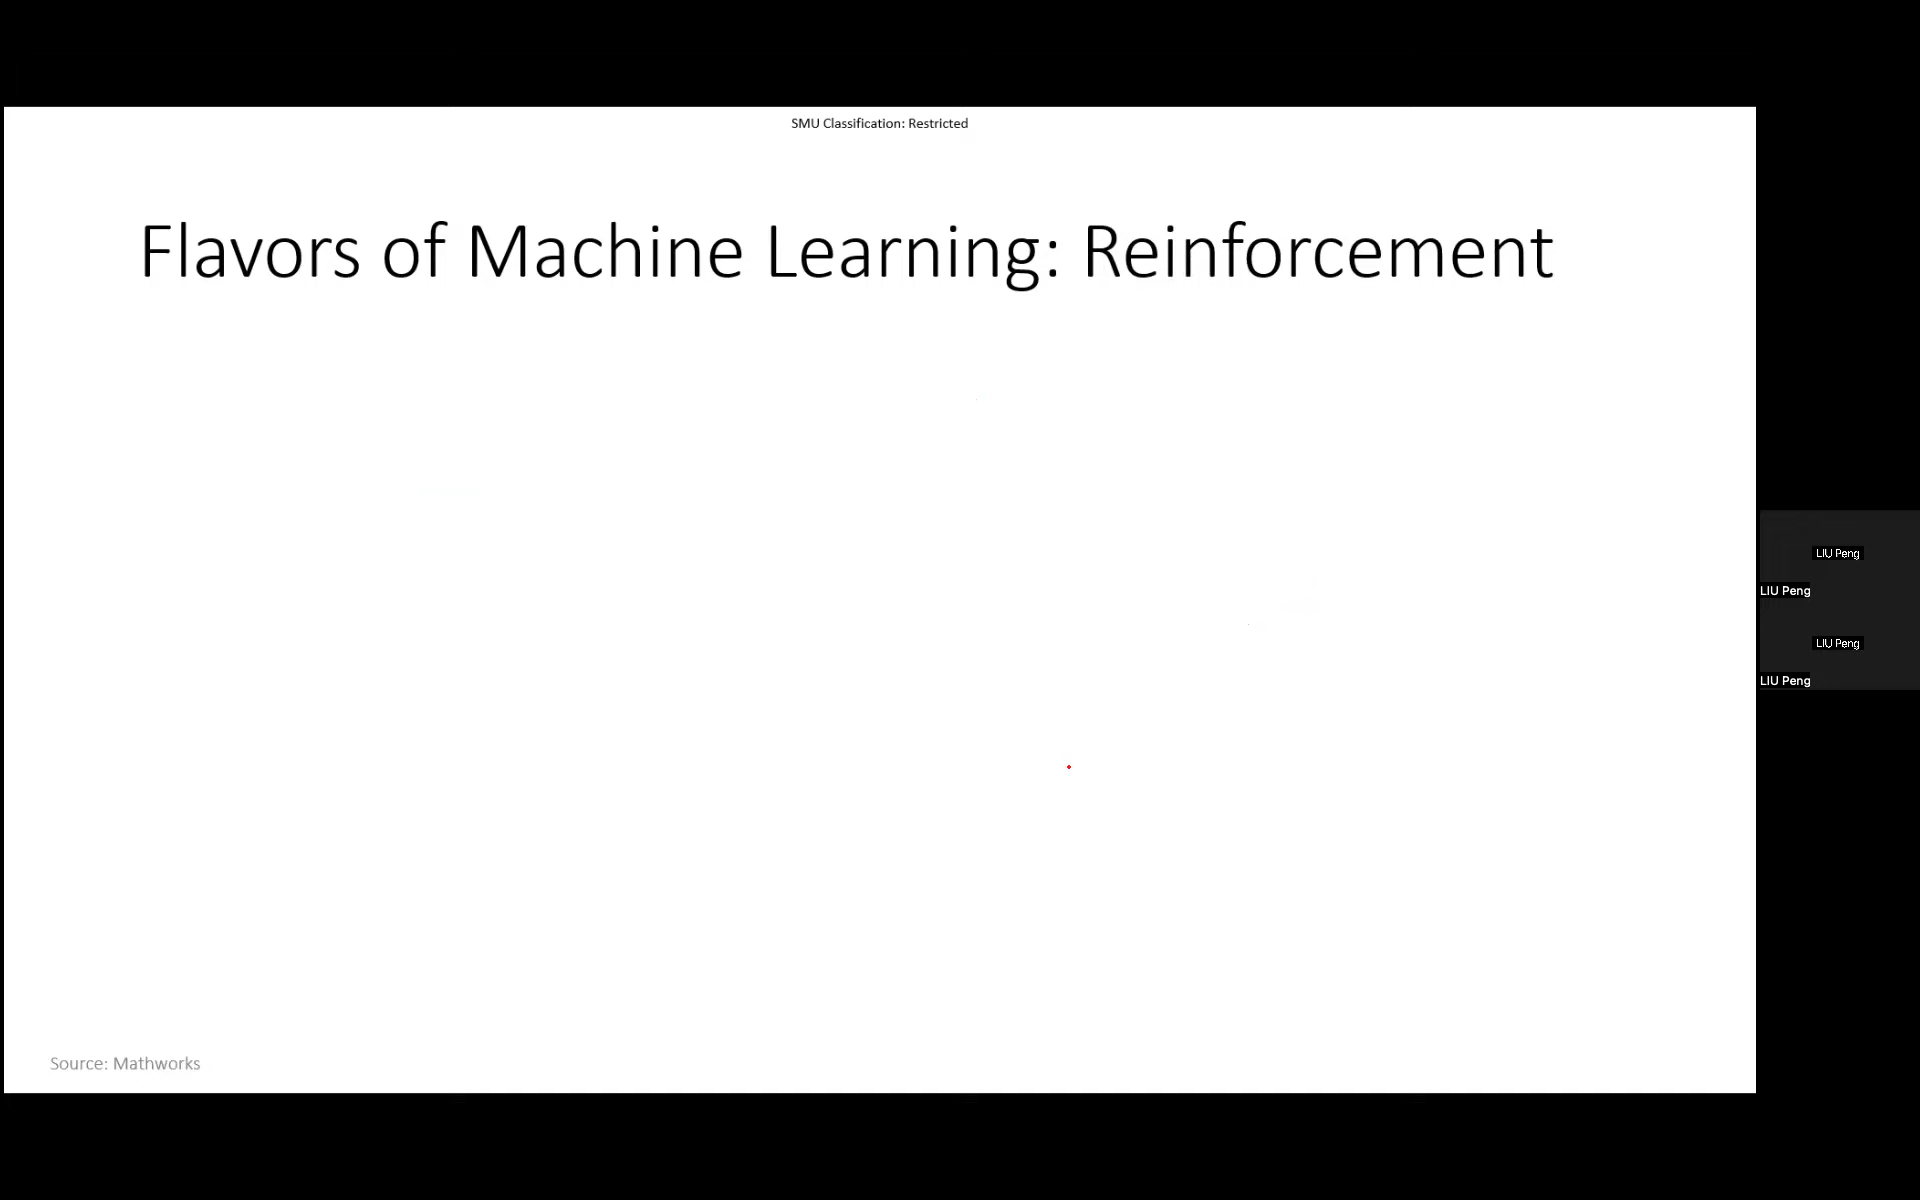 SMU Classification: Restricted
Flavors of Machine Learning: Reinforcement
LIU Peng
LIU Peng
LIU Peng
LIU Peng
Source: Mathworks